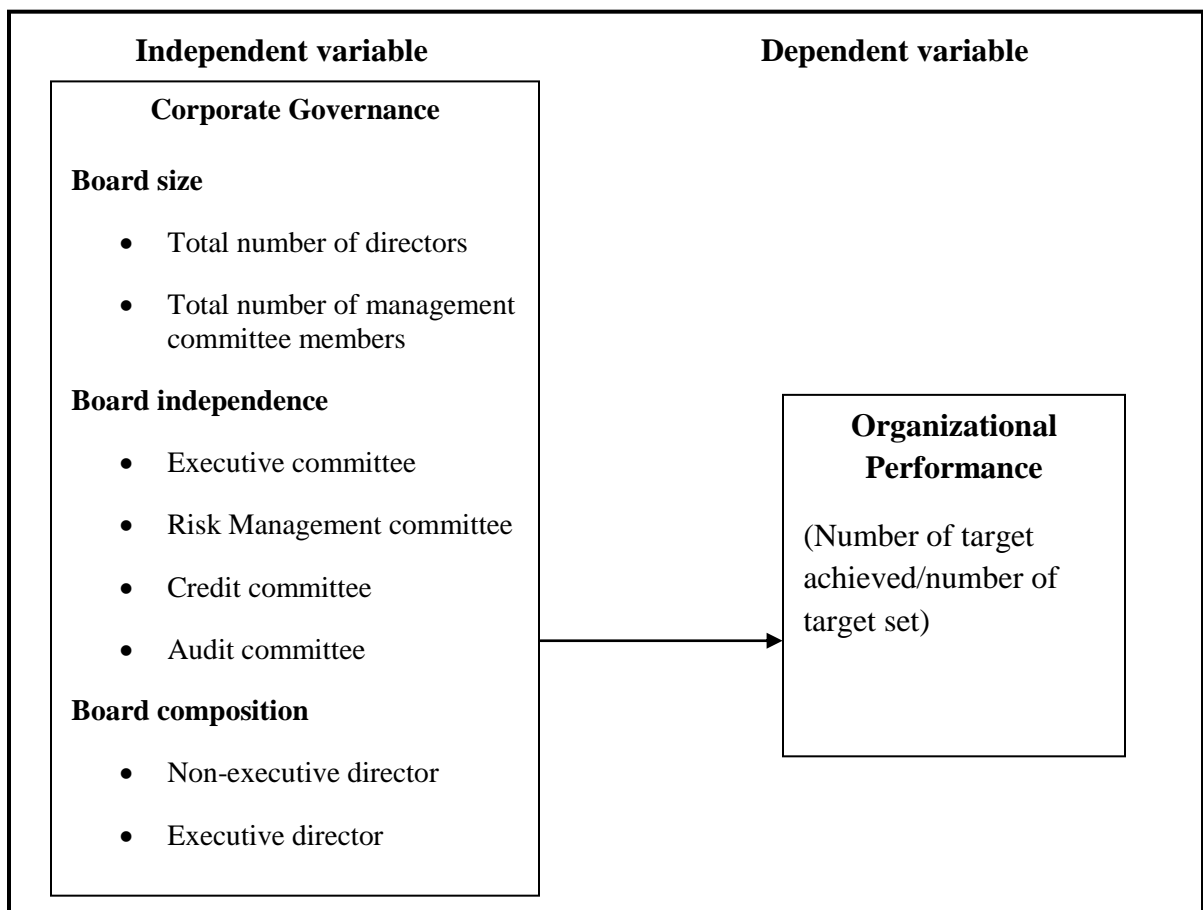 Independent variable
Dependent variable
Corporate Governance
Board size
• Total number of directors
• Total number of management
committee members
Board independence
• Executive committee
• Risk Management committee
• Credit committee
• Audit committee
Board composition
• Non-executive director
• Executive director
Organizational
Performance
(Number of target
achieved/number of
target set)